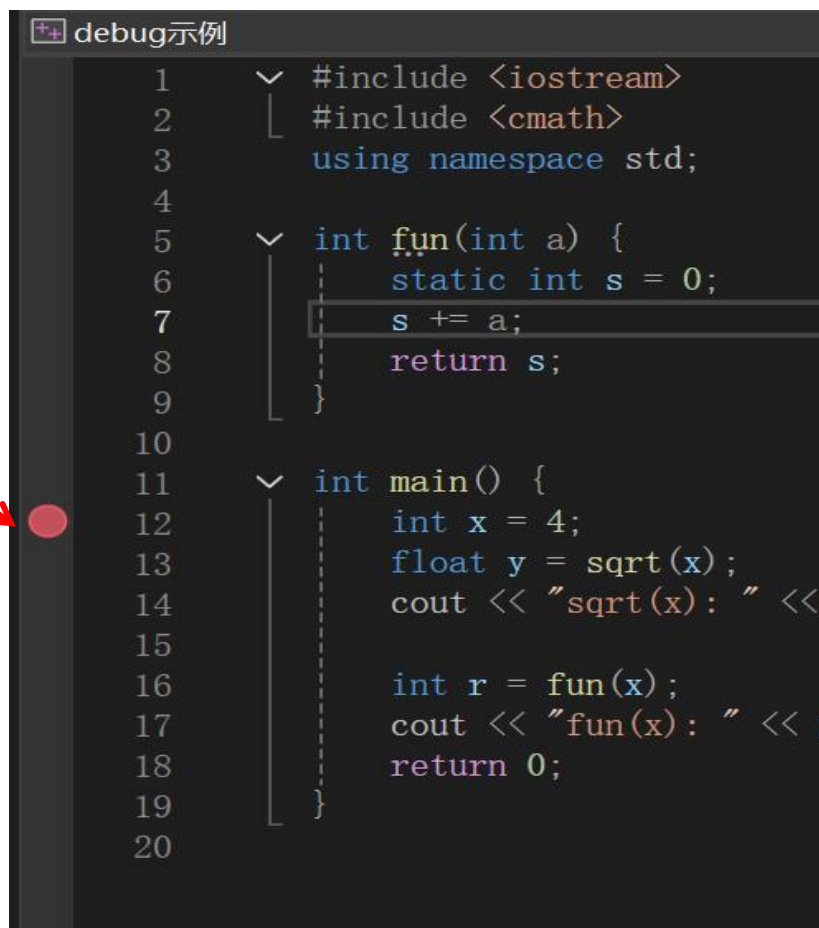 debug示例
1 #include <iostream>
2 #include <cmath>
3 using namespace std;
4
5 int fun(int a) {
6 static int s = 0;
7 s += a;
8 return s;
9 }
10
11 int main() {
12 int x = 4;
13 float y = sqrt(x);
14 cout << "sqrt(x): " <<
15
16 int r = fun(x);
17 cout << "fun(x): " <<
18 return 0;
19 }
20